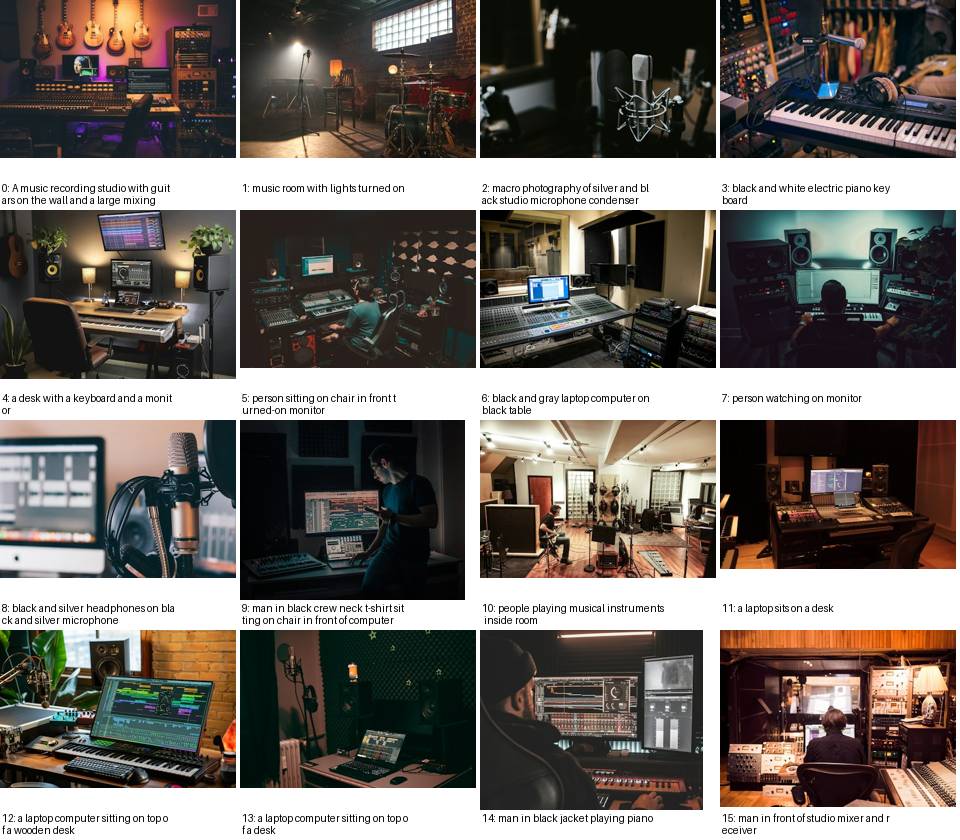 0: A music recording studio with guit
ars on the wall and a large mixing
1: music room with lights turned on
2: macro photography of silver and bl
ack studio microphone condenser
3: black and white electric piano key
board
4: a desk with a keyboard and a monit
or
5: person sitting on chair in front t
urned-on monitor
6: black and gray laptop computer on
black table
7: person watching on monitor
8: black and silver headphones on bla
ck and silver microphone
9: man in black crew neck t-shirt sit
ting on chair in front of computer
10: people playing musical instruments
inside room
11: a laptop sits on a desk
12: a laptop computer sitting on top o
f a wooden desk
13: a laptop computer sitting on top o
f a desk
14: man in black jacket playing piano
15: man in front of studio mixer and r
eceiver